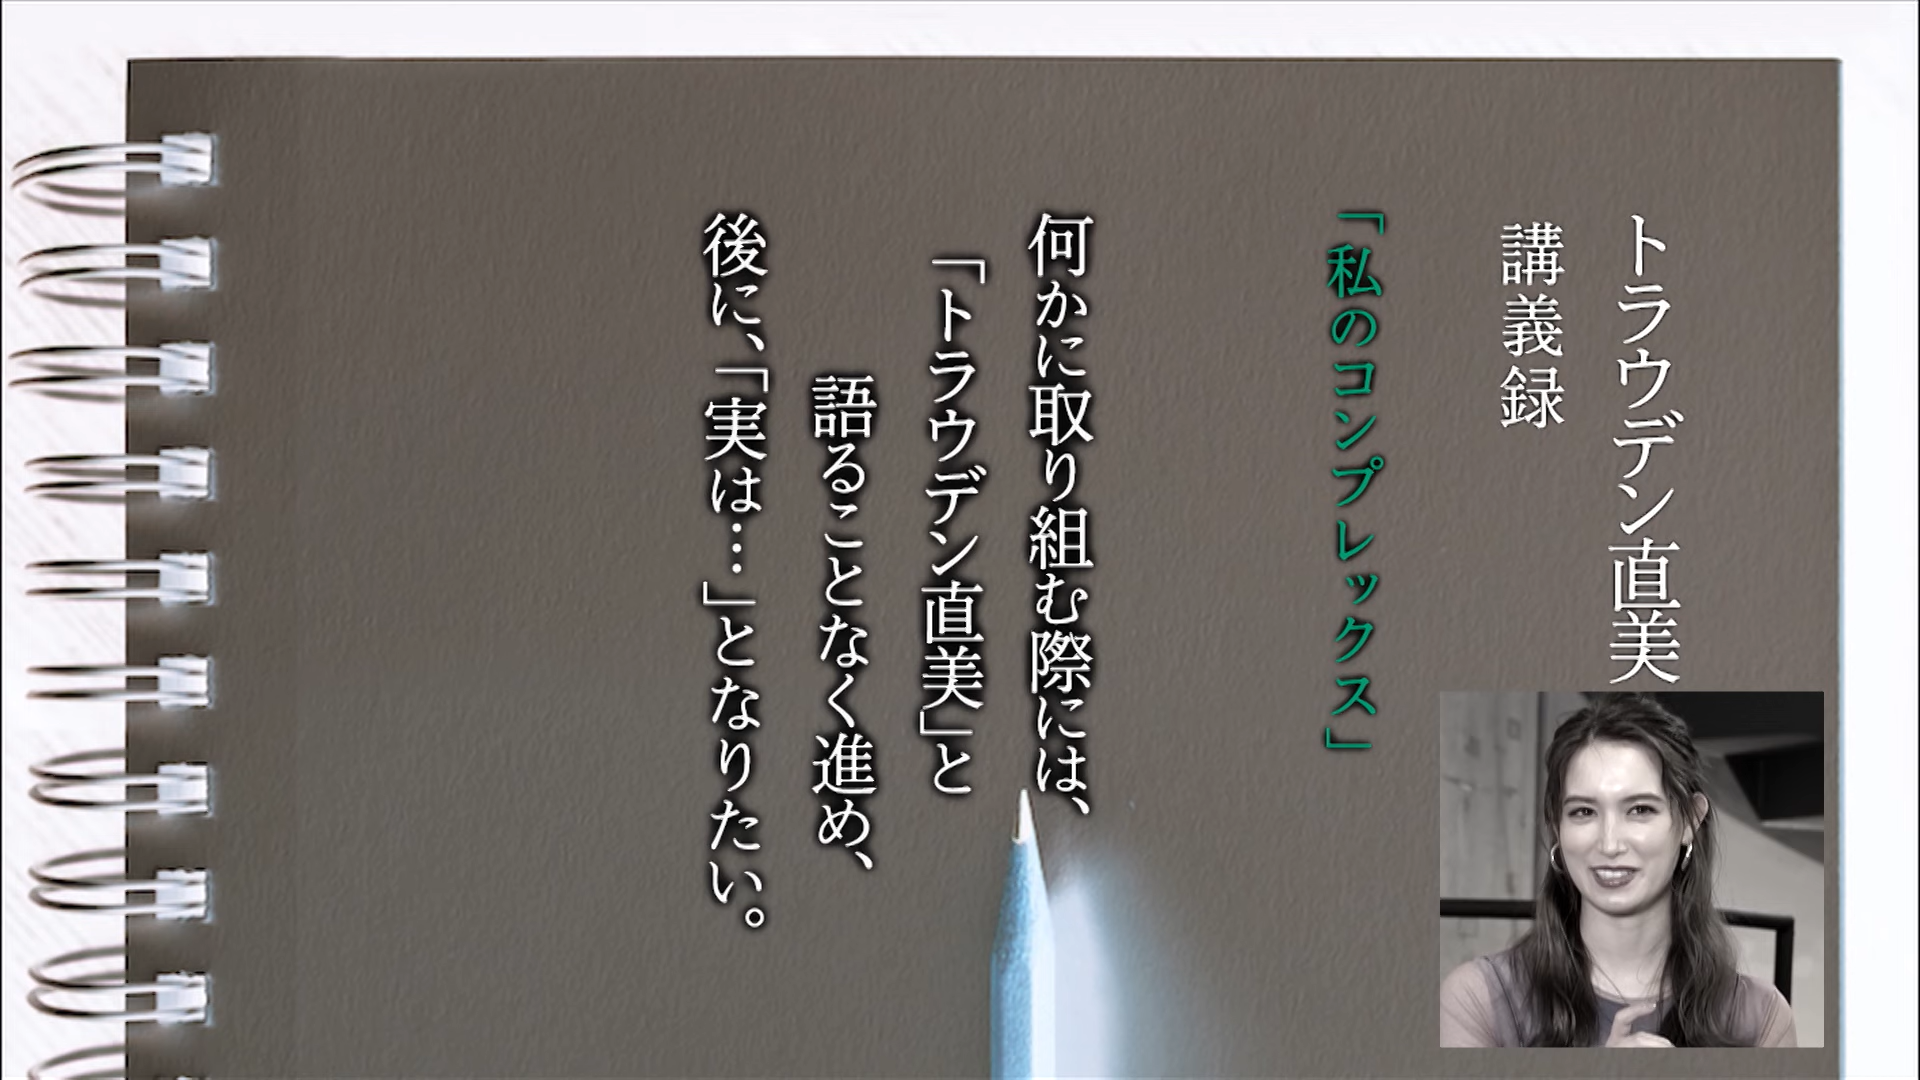 トラウデン直美
講義録
「私のコンプレックス」
何かに取り組む際には、
「トラウデン直美」と
語ることなく進め、
後に、「実は…」となりたい。